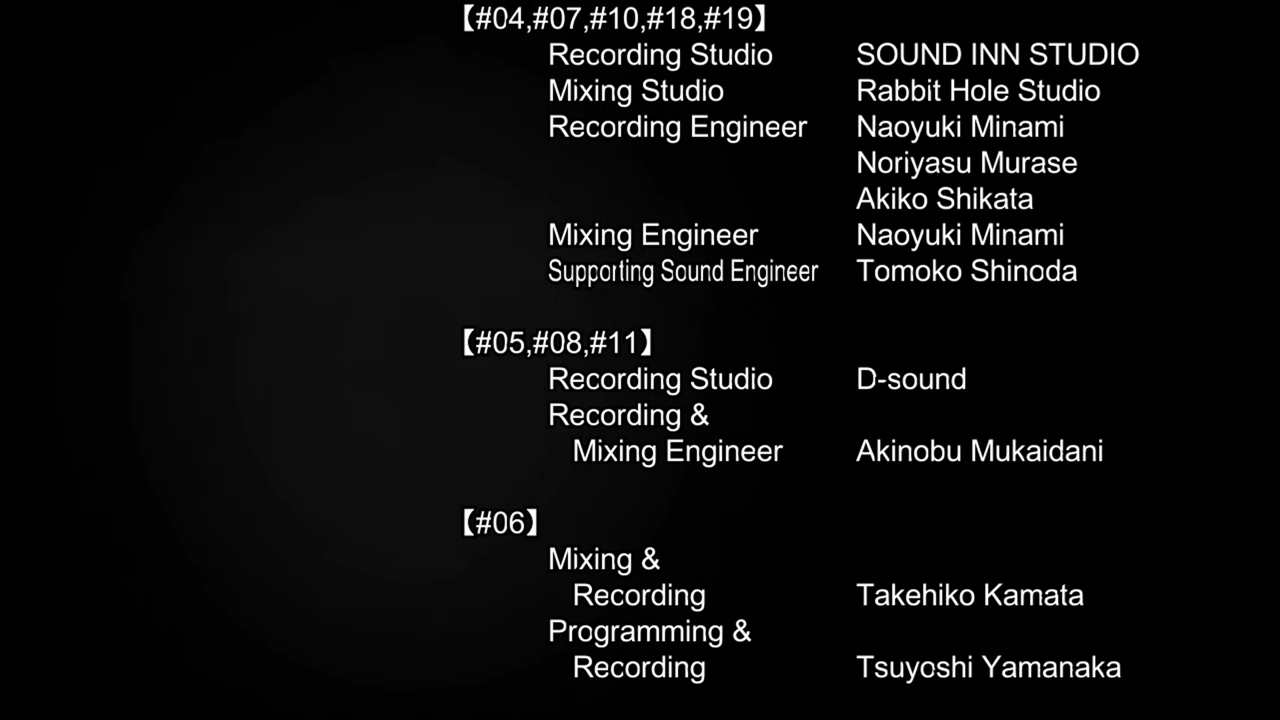 【#04,#07,#10,#18,#19】
Recording Studio SOUND INN STUDIO
Mixing Studio Rabbit Hole Studio
Recording Engineer Naoyuki Minami
Noriyasu Murase
Akiko Shikata
Mixing Engineer Naoyuki Minami
Supporting Sound Engineer Tomoko Shinoda
【#05,#08,#11】
Recording Studio D-sound
Recording &
Mixing Engineer Akinobu Mukaidani
【#06】
Mixing &
Recording Takehiko Kamata
Programming &
Recording Tsuyoshi Yamanaka